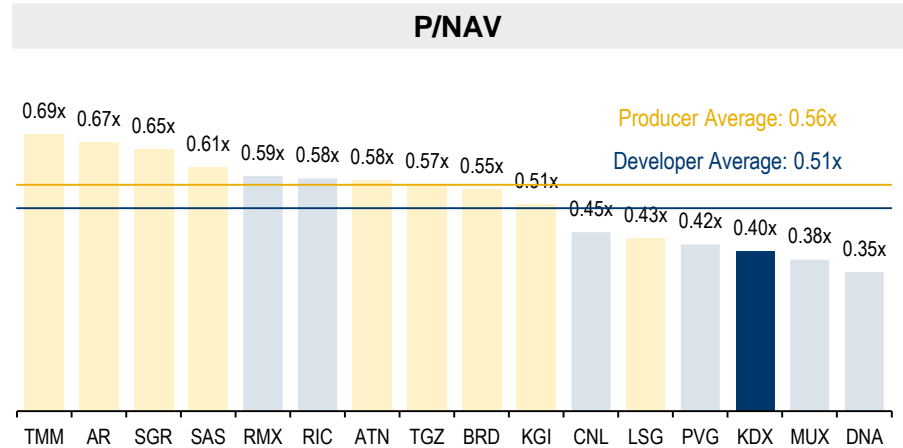 P/NAV
Producer Average: 0.56x
Developer Average: 0.51x
0.69x 0.67x 0.65x 0.61x 0.59x 0.58x 0.58x 0.57x 0.55x 0.51x 0.45x 0.43x 0.42x 0.40x 0.38x 0.35x
TMM AR SGR SAS RMX RIC ATN TGZ BRD KGI CNL LSG PVG KDX MUX DNA